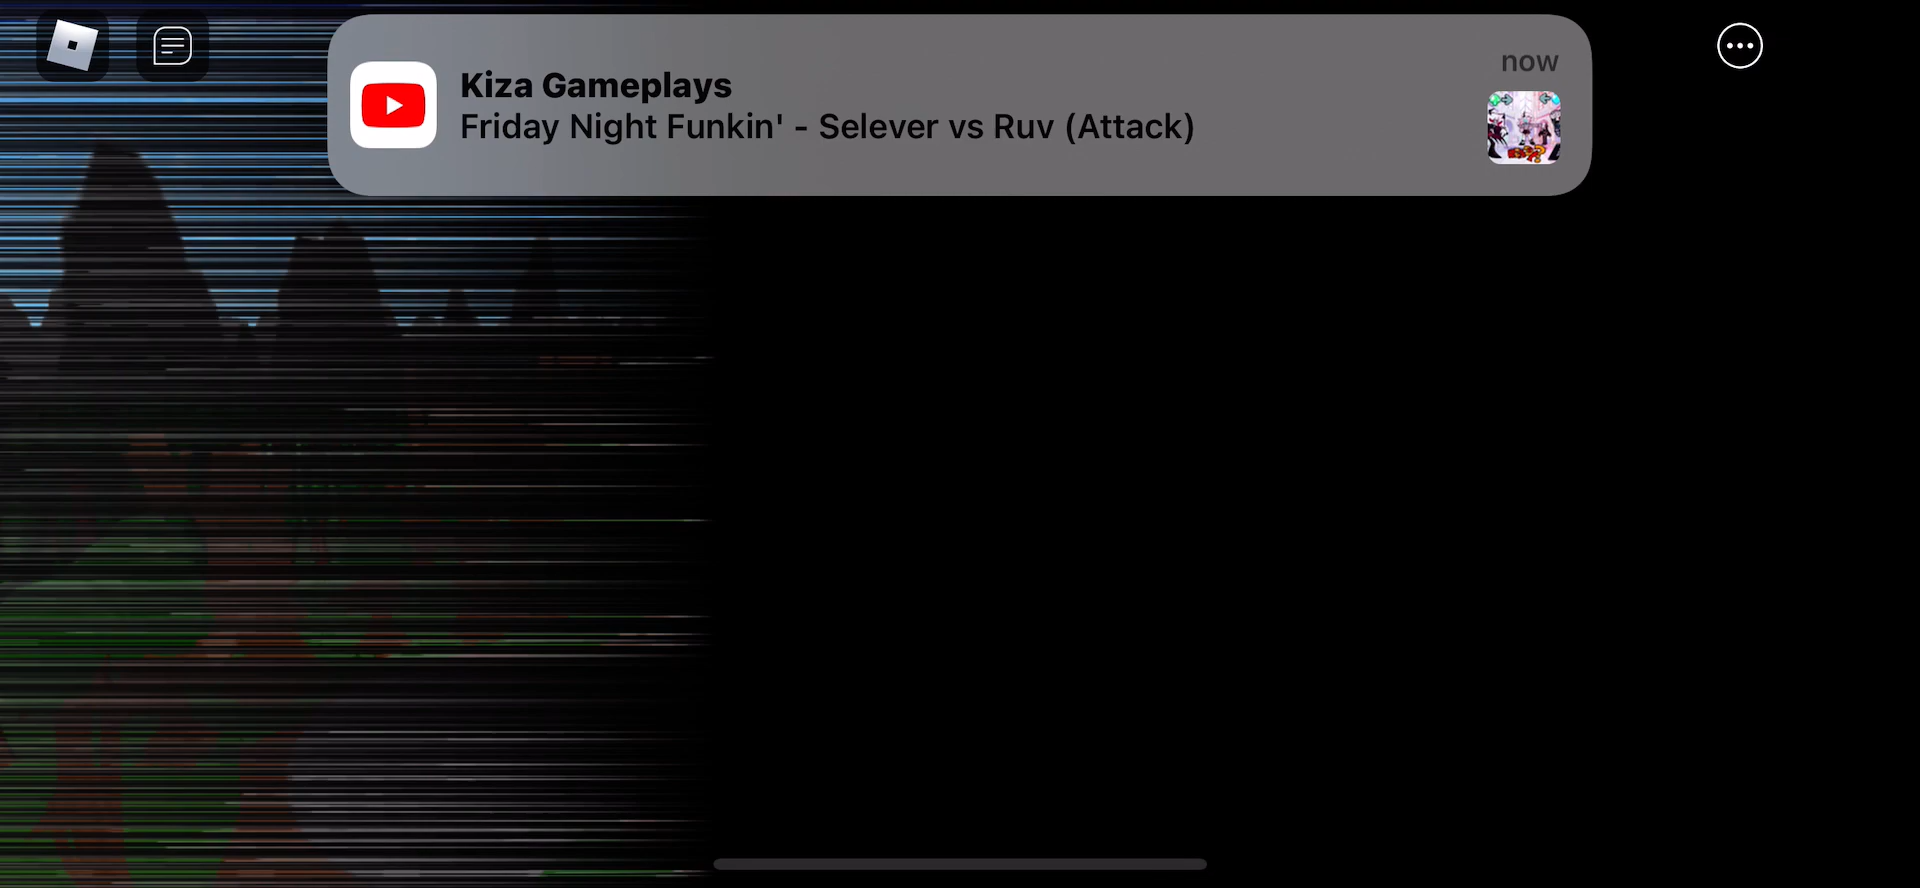 Kiza Gameplays
now
Friday Night Funkin' - Selever vs Ruv (Attack)